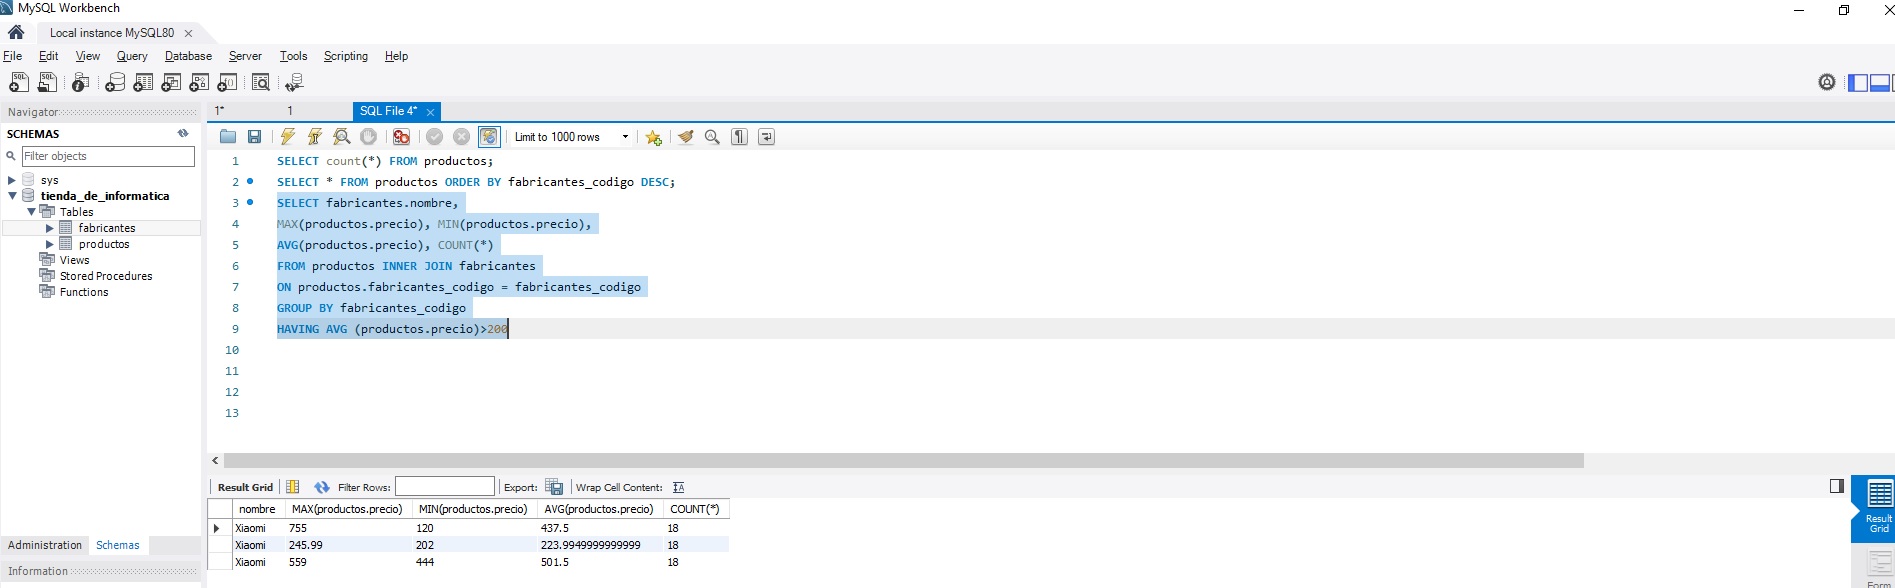 MySQL Workbench
Local instance MySQL80
File Edit View Query Database Server Tools Scripting Help
Navigator
1* 1 SQL File 4*
SCHEMAS
Filter objects
sys
tienda_de_informatica
Tables
fabricantes
productos
Views
Stored Procedures
Functions
Administration Schemas
Information
Limit to 1000 rows
1 SELECT count(*) FROM productos;
2 SELECT * FROM productos ORDER BY fabricantes_codigo DESC;
3 SELECT fabricantes.nombre,
4 MAX(productos.precio), MIN(productos.precio),
5 AVG(productos.precio), COUNT(*)
6 FROM productos INNER JOIN fabricantes
7 ON productos.fabricantes_codigo = fabricantes_codigo
8 GROUP BY fabricantes_codigo
9 HAVING AVG (productos.precio)>200
10
11
12
13
Result Grid Filter Rows: Export: Wrap Cell Content:
nombre MAX(productos.precio) MIN(productos.precio) AVG(productos.precio) COUNT(*)
Xiaomi 755 120 437.5 18
Xiaomi 245.99 202 223.9949999999999 18
Xiaomi 559 444 501.5 18
Result
Grid
Form